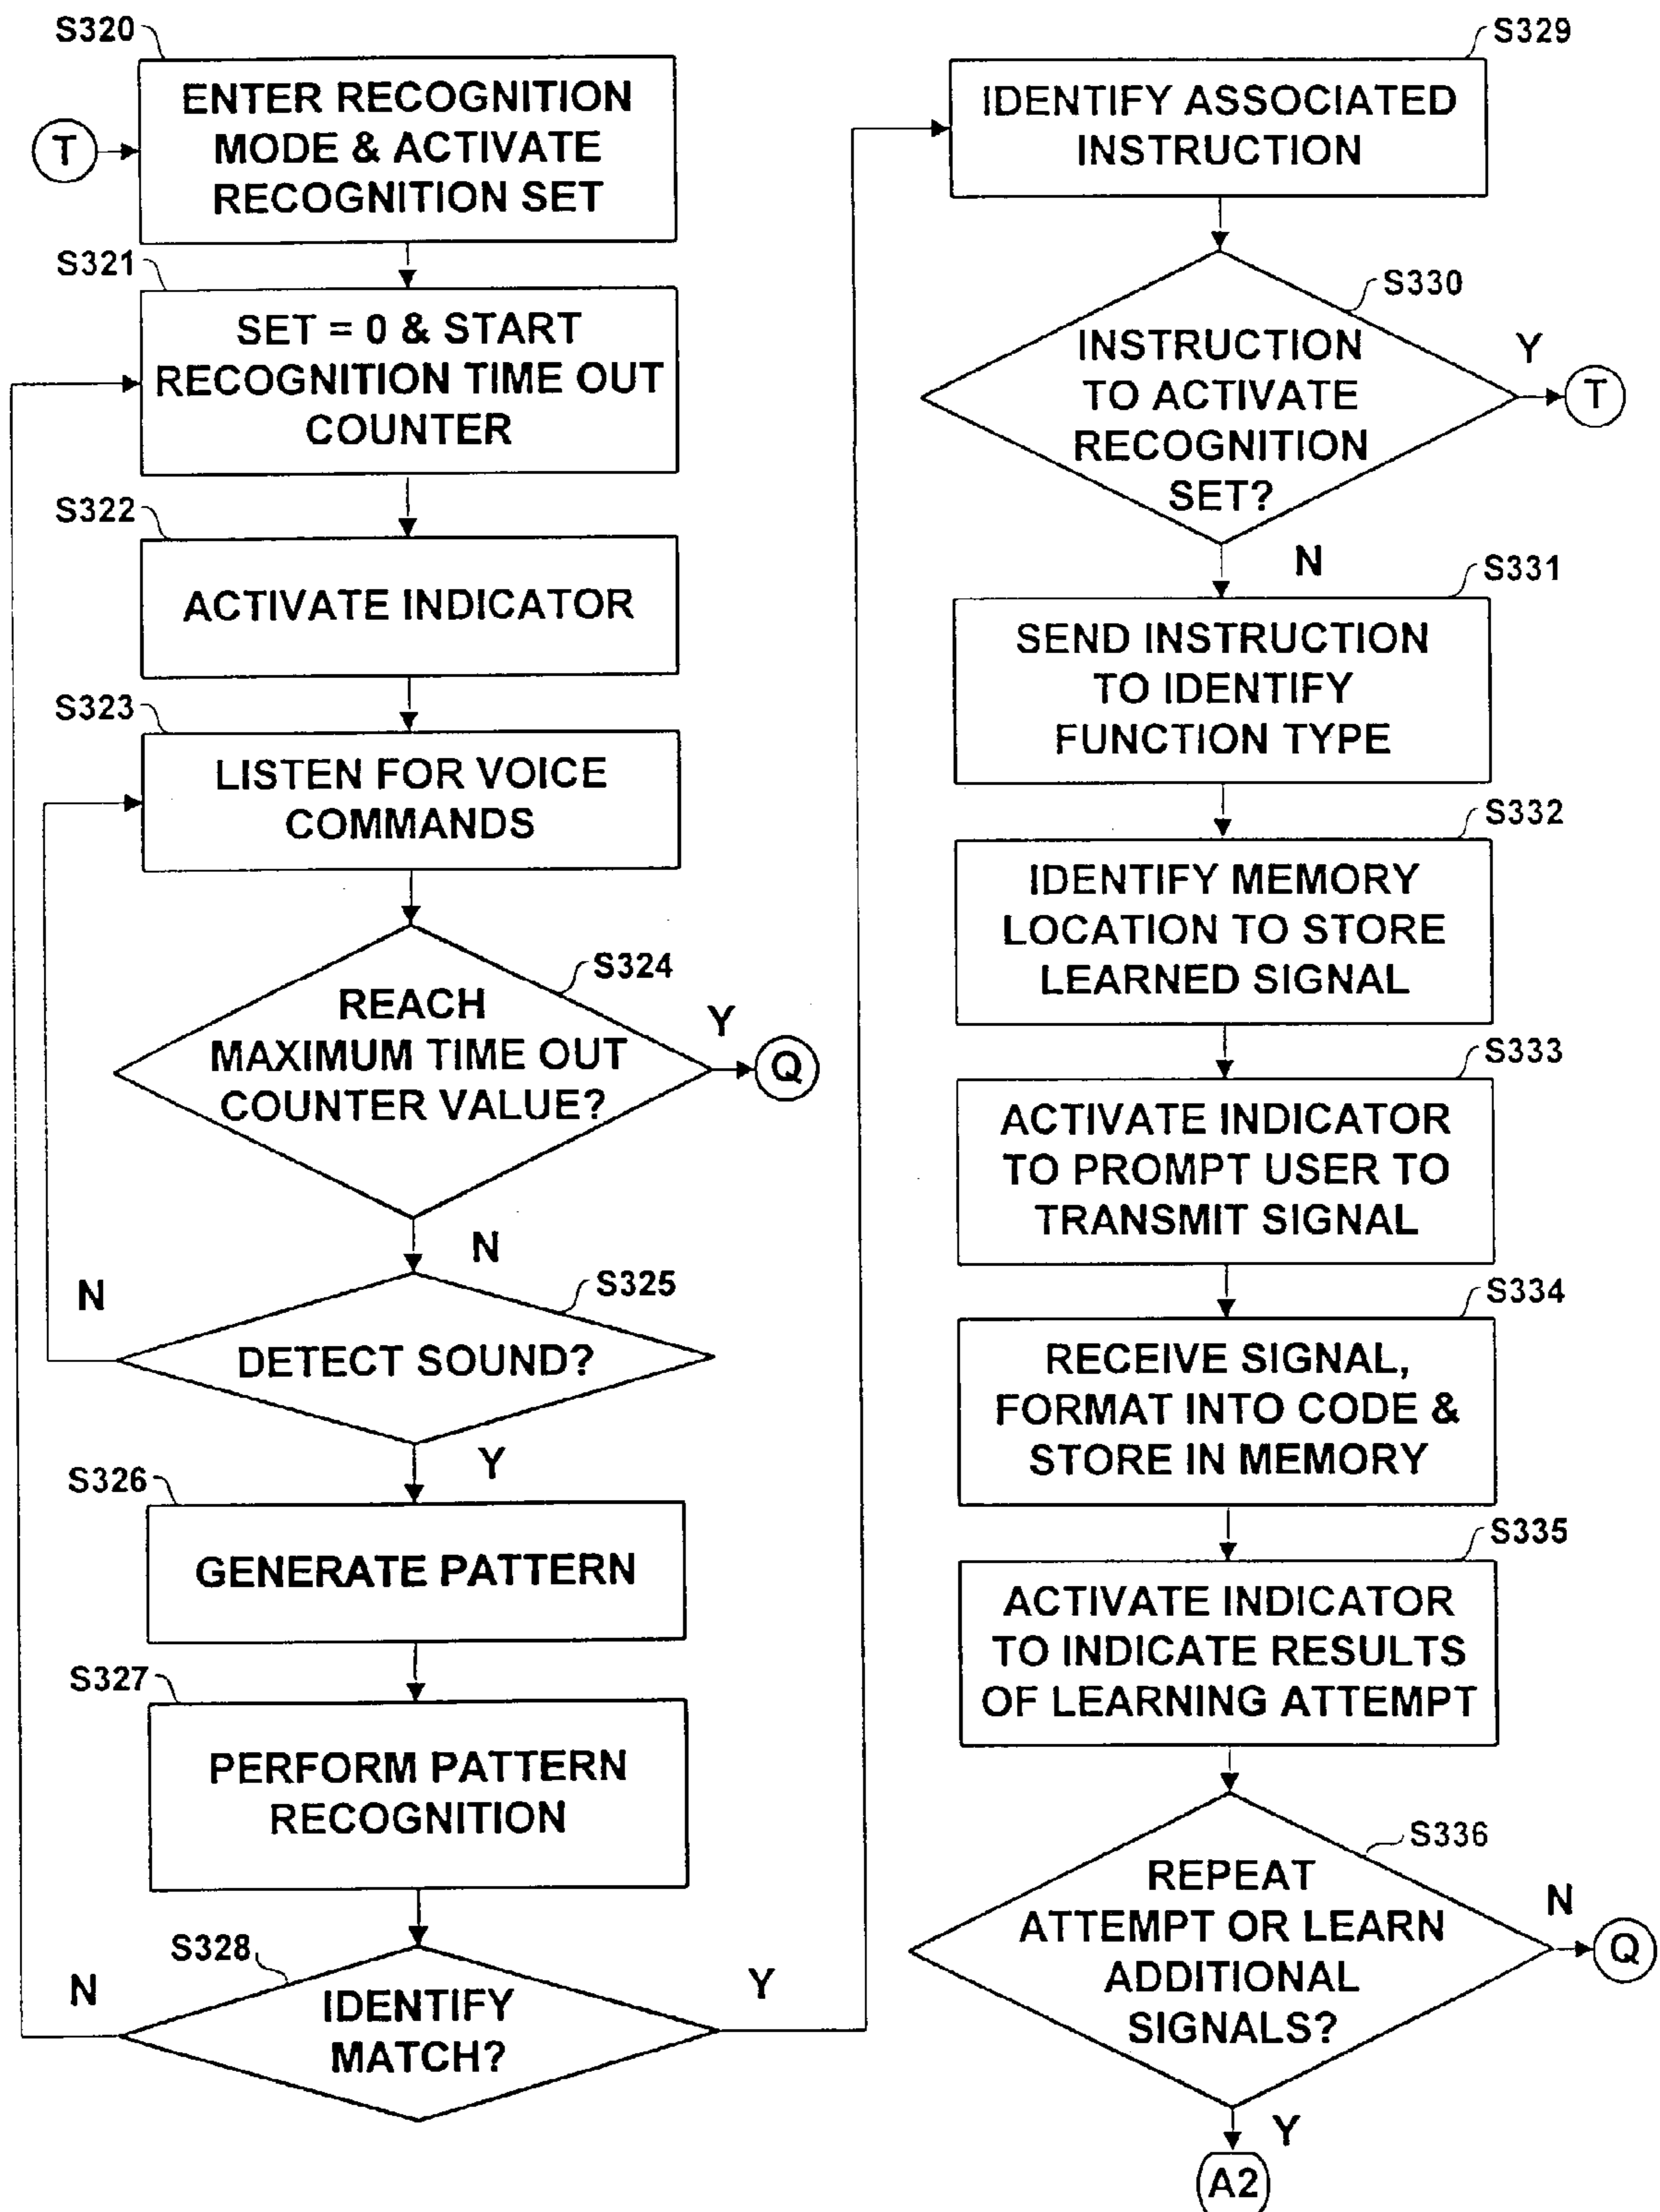 S320
ENTER RECOGNITION
MODE & ACTIVATE
RECOGNITION SET
T
S321
SET = 0 & START
RECOGNITION TIME OUT
COUNTER
S322
ACTIVATE INDICATOR
S323
LISTEN FOR VOICE
COMMANDS
S324
REACH
MAXIMUM TIME OUT
COUNTER VALUE?
Y
Q
N
S325
DETECT SOUND?
N
Y
S326
GENERATE PATTERN
S327
PERFORM PATTERN
RECOGNITION
S328
IDENTIFY
MATCH?
N
Y
S329
IDENTIFY ASSOCIATED
INSTRUCTION
S330
INSTRUCTION
TO ACTIVATE
RECOGNITION
SET?
Y
T
N
S331
SEND INSTRUCTION
TO IDENTIFY
FUNCTION TYPE
S332
IDENTIFY MEMORY
LOCATION TO STORE
LEARNED SIGNAL
S333
ACTIVATE INDICATOR
TO PROMPT USER TO
TRANSMIT SIGNAL
S334
RECEIVE SIGNAL,
FORMAT INTO CODE &
STORE IN MEMORY
S335
ACTIVATE INDICATOR
TO INDICATE RESULTS
OF LEARNING ATTEMPT
S336
REPEAT
ATTEMPT OR LEARN
ADDITIONAL
SIGNALS?
N
Q
Y
A2